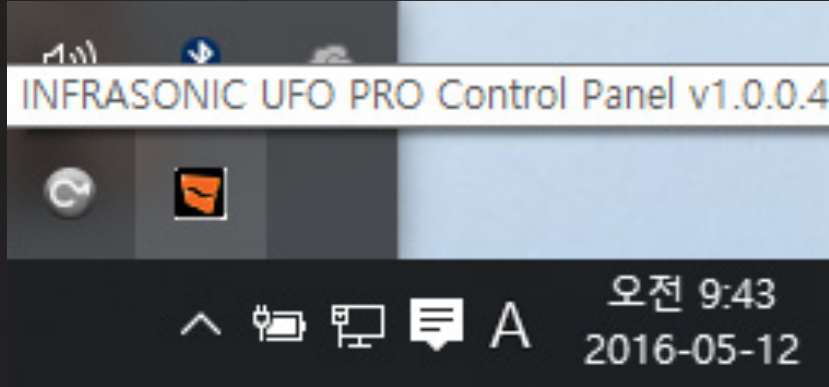 INFRASONIC UFO PRO Control Panel v1.0.0.4
A
오전 9:43
2016-05-12